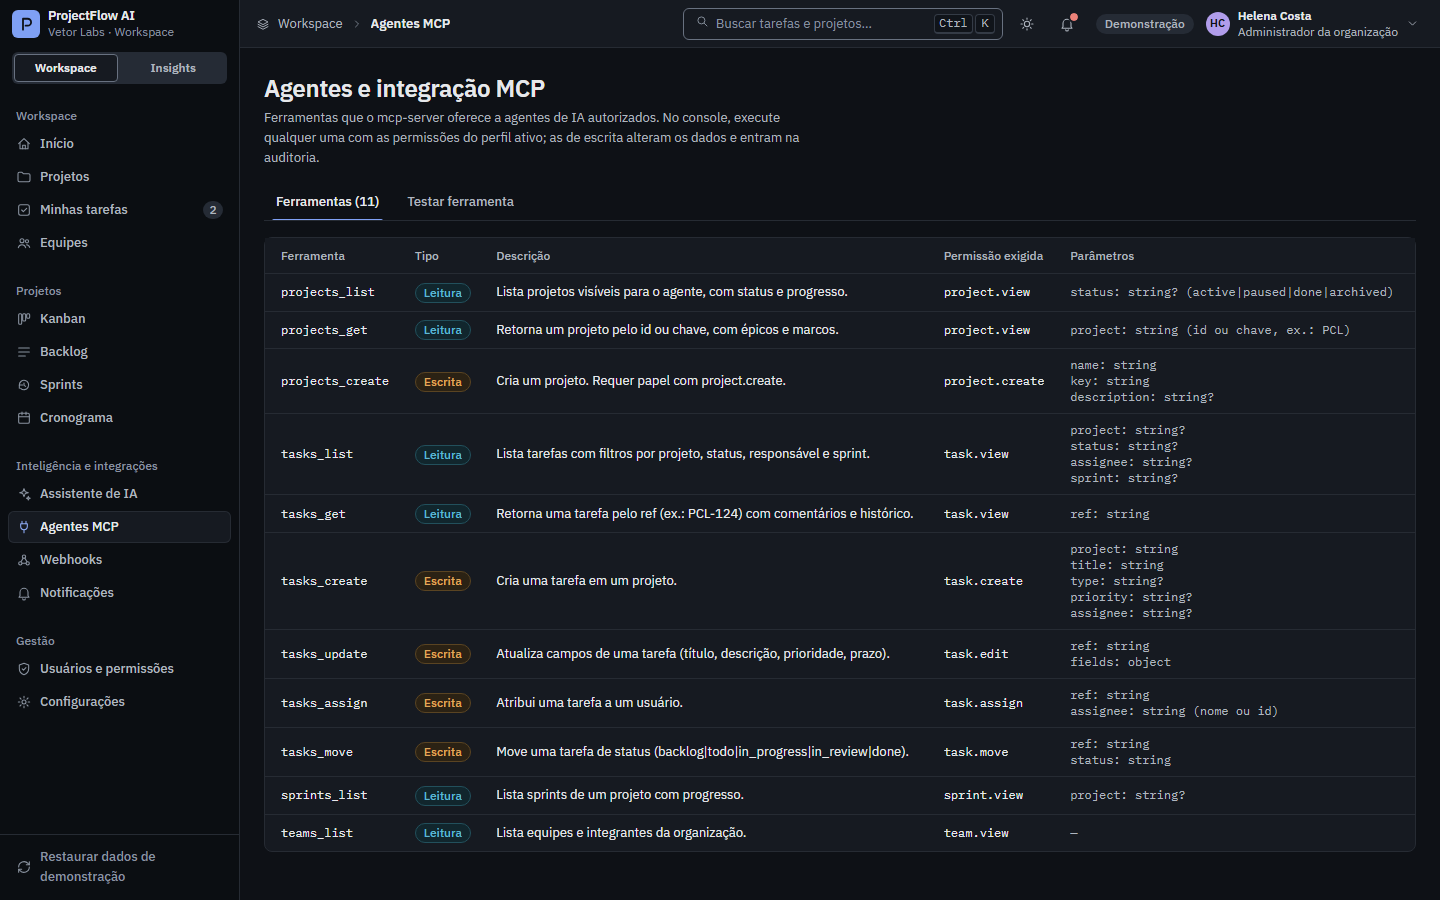 ProjectFlow AI
Vetor Labs · Workspace
Workspace
Insights
Workspace
Início
Projetos
Minhas tarefas
2
Equipes
Projetos
Kanban
Backlog
Sprints
Cronograma
Inteligência e integrações
Assistente de IA
Agentes MCP
Webhooks
Notificações
Gestão
Usuários e permissões
Configurações
Restaurar dados de
demonstração
Workspace > Agentes MCP
Buscar tarefas e projetos...
Ctrl K
Demonstração
HC
Helena Costa
Administrador da organização
Agentes e integração MCP
Ferramentas que o mcp-server oferece a agentes de IA autorizados. No console, execute
qualquer uma com as permissões do perfil ativo; as de escrita alteram os dados e entram na
auditoria.
Ferramentas (11)
Testar ferramenta
Ferramenta Tipo Descrição Permissão exigida Parâmetros
projects_list Leitura Lista projetos visíveis para o agente, com status e progresso. project.view status: string? (active|paused|done|archived)
projects_get Leitura Retorna um projeto pelo id ou chave, com épicos e marcos. project.view project: string (id ou chave, ex.: PCL)
projects_create Escrita Cria um projeto. Requer papel com project.create. project.create
name: string
key: string
description: string?
tasks_list Leitura Lista tarefas com filtros por projeto, status, responsável e sprint. task.view
project: string?
status: string?
assignee: string?
sprint: string?
tasks_get Leitura Retorna uma tarefa pelo ref (ex.: PCL-124) com comentários e histórico. task.view ref: string
tasks_create Escrita Cria uma tarefa em um projeto. task.create
project: string
title: string
type: string?
priority: string?
assignee: string?
tasks_update Escrita Atualiza campos de uma tarefa (título, descrição, prioridade, prazo). task.edit
ref: string
fields: object
tasks_assign Escrita Atribui uma tarefa a um usuário. task.assign
ref: string
assignee: string (nome ou id)
tasks_move Escrita Move uma tarefa de status (backlog|todo|in_progress|in_review|done). task.move
ref: string
status: string
sprints_list Leitura Lista sprints de um projeto com progresso. sprint.view project: string?
teams_list Leitura Lista equipes e integrantes da organização. team.view —